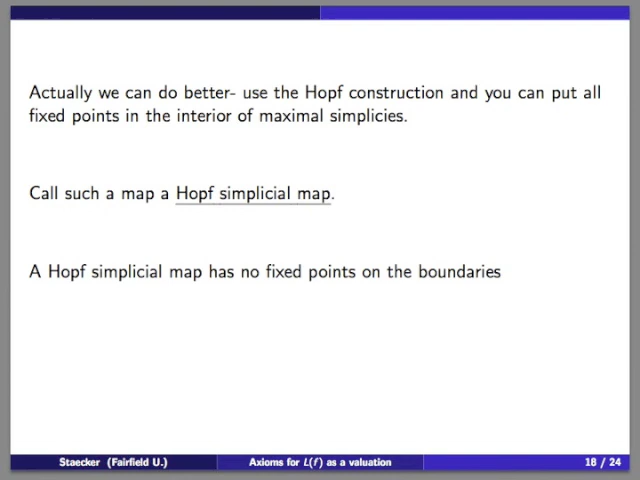 Actually we can do better- use the Hopf construction and you can put all
fixed points in the interior of maximal simplicies.
Call such a map a Hopf simplicial map.
A Hopf simplicial map has no fixed points on the boundaries
Staecker (Fairfield U.) Axioms for L(f) as a valuation 18 / 24